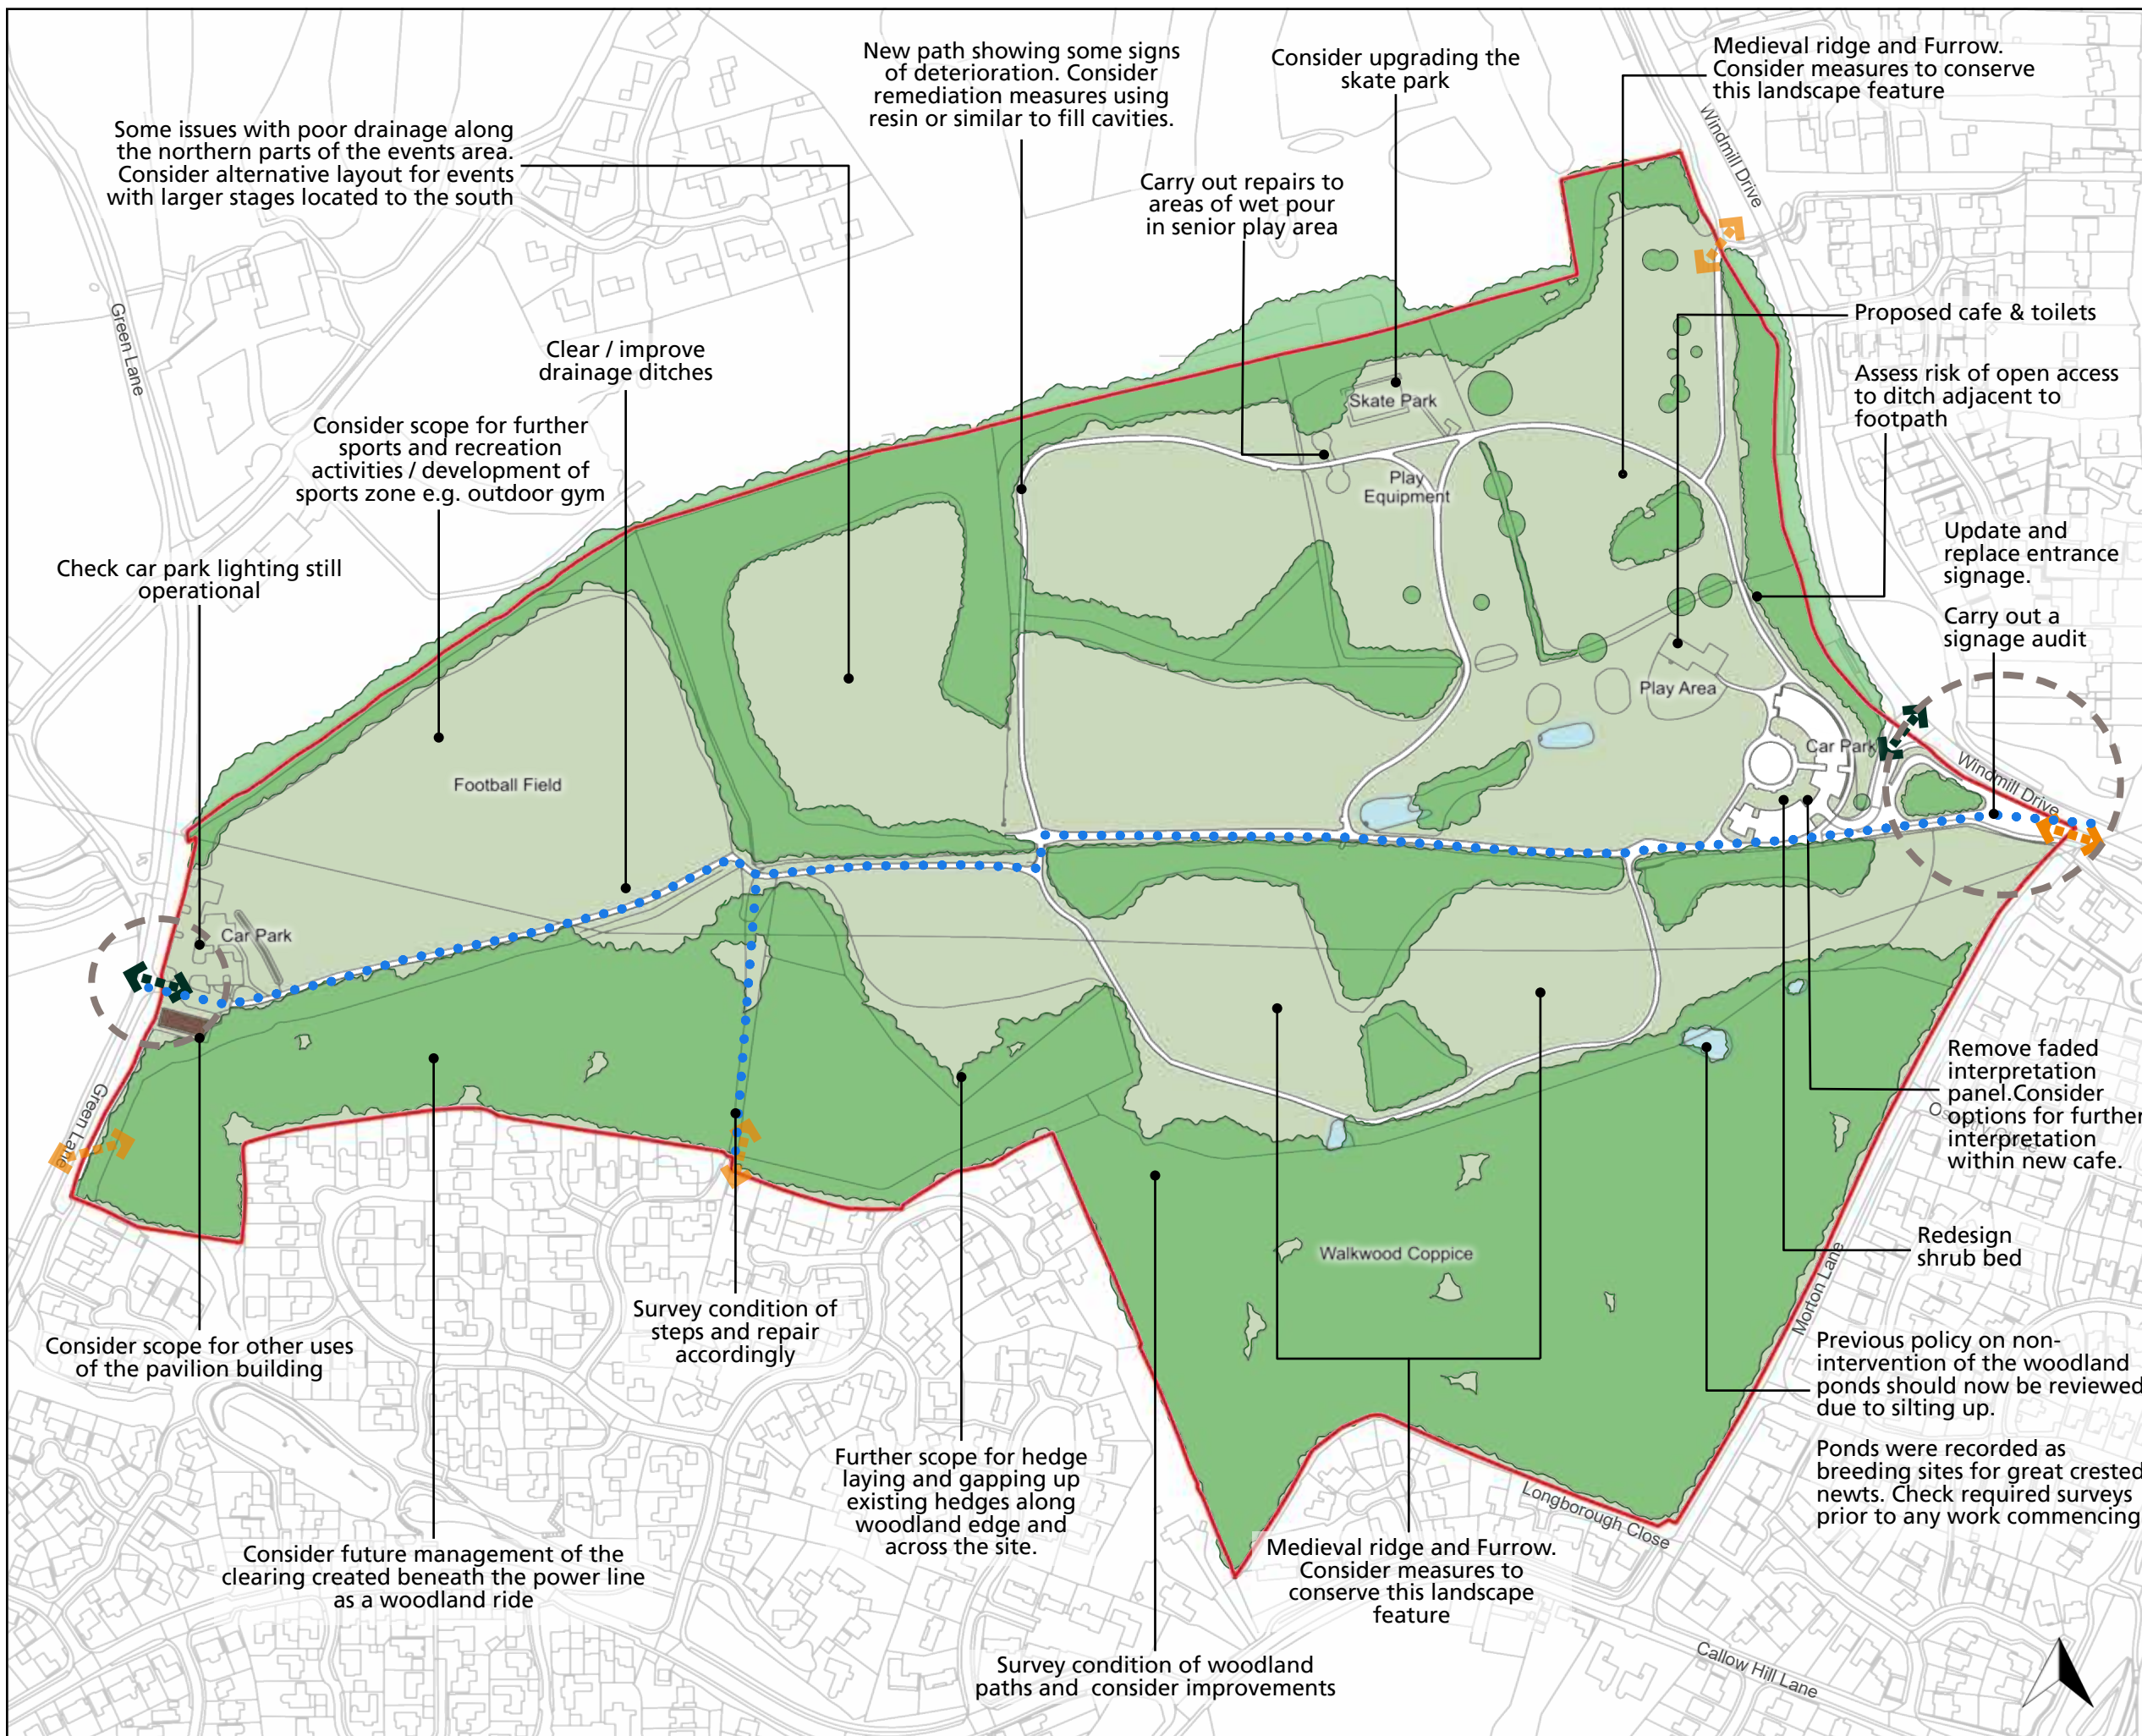 New path showing some signs
of deterioration. Consider
remediation measures using
resin or similar to fill cavities.
Consider upgrading the
skate park
Medieval ridge and Furrow.
Consider measures to conserve
this landscape feature
Some issues with poor drainage along
the northern parts of the events area.
Consider alternative layout for events
with larger stages located to the south
Carry out repairs to
areas of wet pour
in senior play area
Windmill Drive
Green Lane
Proposed cafe & toilets
Clear / improve
drainage ditches
Assess risk of open access
to ditch adjacent to
footpath
Skate Park
Consider scope for further
sports and recreation
activities / development of
sports zone e.g. outdoor gym
Play
Equipment
Update and
replace entrance
signage.
Check car park lighting still
operational
Carry out a
signage audit
Play Area
Football Field
Car Park
Windmill Drive
Car Park
Remove faded
interpretation
panel.Consider
options for further
interpretation
within new cafe.
Green Lane
Redesign
shrub bed
Walkwood Coppice
Morton Lane
Survey condition of
steps and repair
accordingly
Consider scope for other uses
of the pavilion building
Previous policy on non-
intervention of the woodland
ponds should now be reviewed
due to silting up.
Ponds were recorded as
breeding sites for great crested
newts. Check required surveys
prior to any work commencing
Further scope for hedge
laying and gapping up
existing hedges along
woodland edge and
across the site.
Longborough Close
Consider future management of the
clearing created beneath the power line
as a woodland ride
Medieval ridge and Furrow.
Consider measures to
conserve this landscape
feature
Survey condition of woodland
paths and consider improvements
Callow Hill Lane